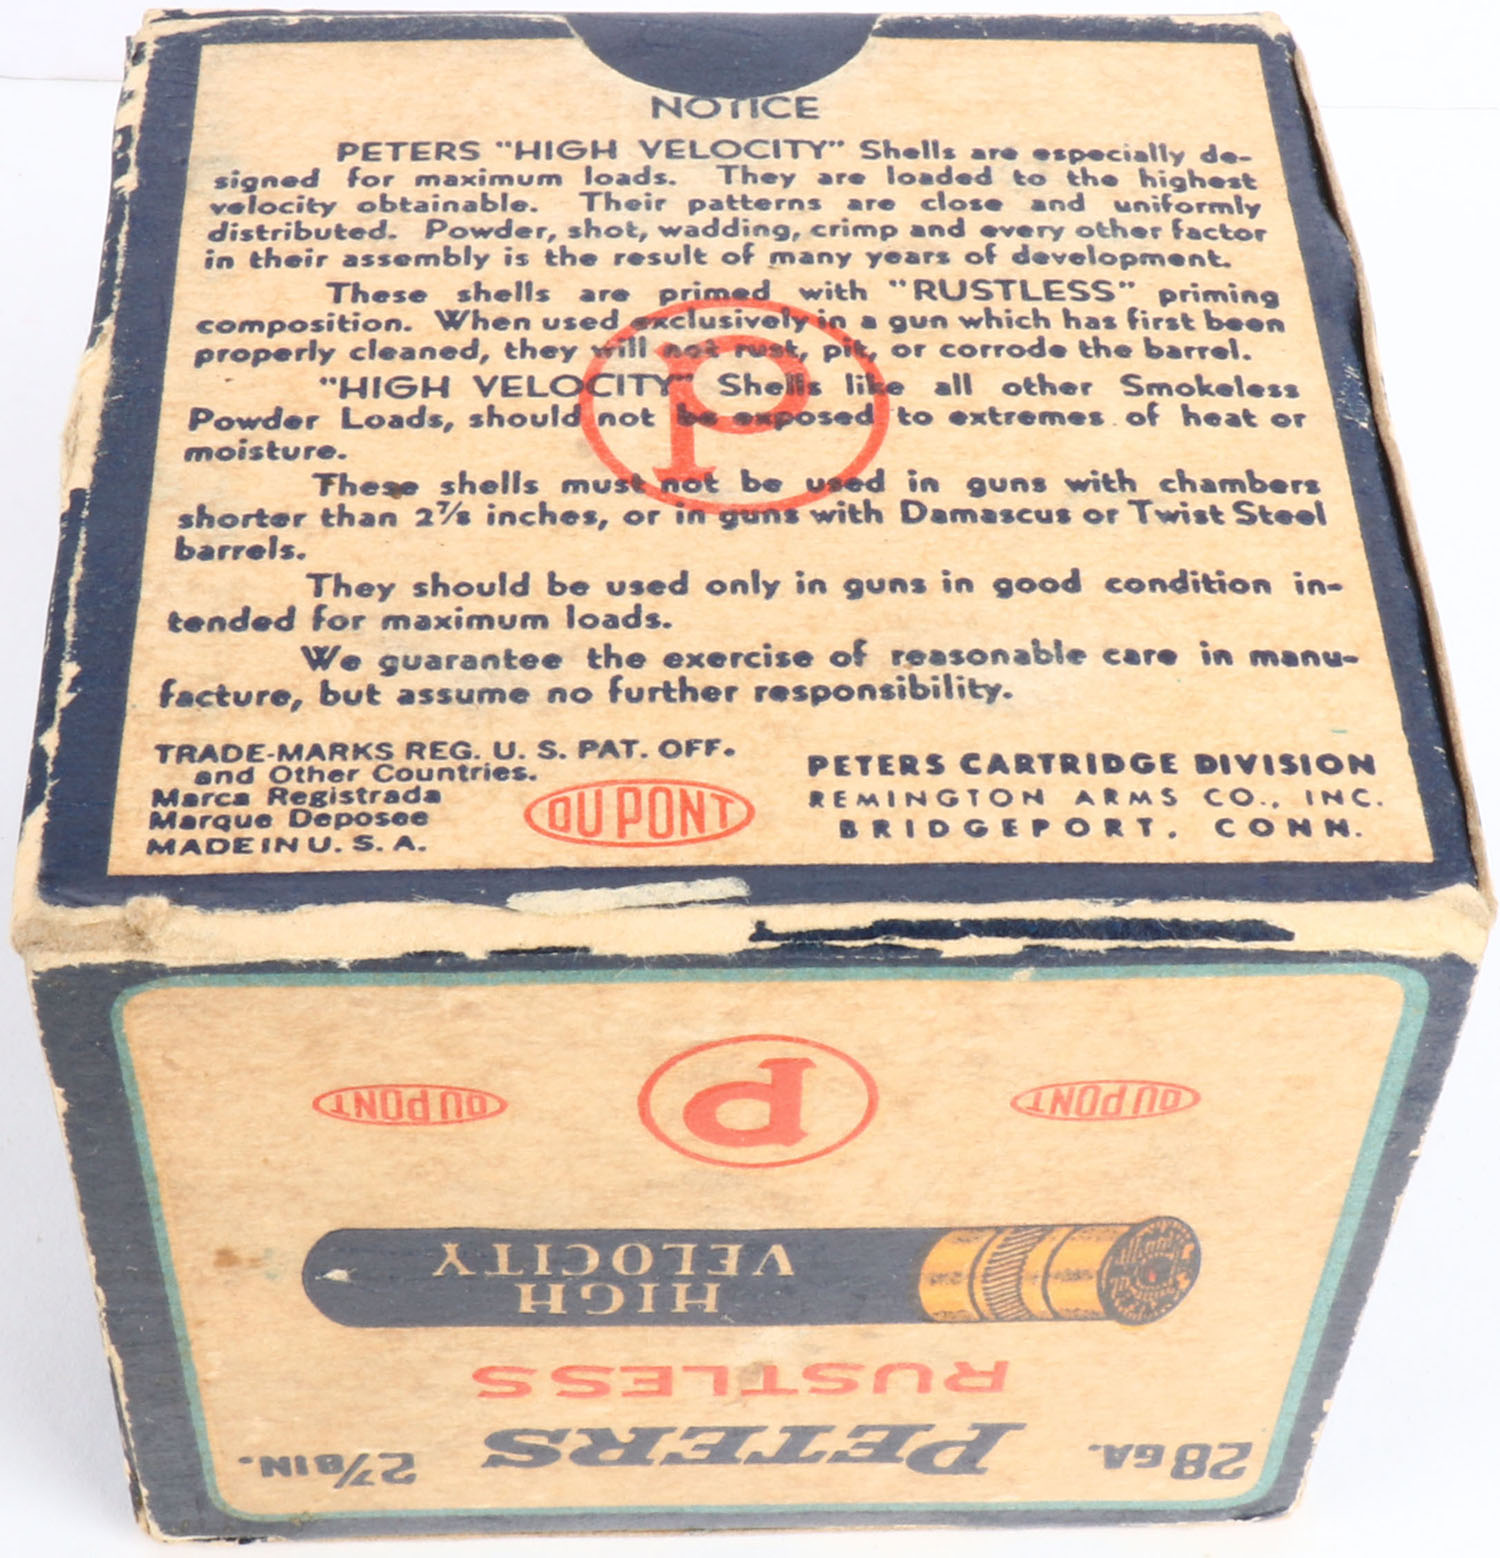 NOTICE
PETERS "HIGH VELOCITY" Shells are especially de-
signed for maximum loads. They are loaded to the highest
velocity obtainable. Their patterns are close and uniformly
distributed. Powder, shot, wadding, crimp and every other factor
in their assembly is the result of many years of development.
These shells are primed with "RUSTLESS" priming
composition. When used exclusively in a gun which has first been
properly cleaned, they will not rust, pit, or corrode the barrel.
"HIGH VELOCITY" Shells like all other Smokeless
Powder Loads, should not be exposed to extremes of heat or
moisture.
These shells must not be used in guns with chambers
shorter than 2⅞ inches, or in guns with Damascus or Twist Steel
barrels.
They should be used only in guns in good condition in-
tended for maximum loads.
We guarantee the exercise of reasonable care in manu-
facture, but assume no further responsibility.
P
TRADE-MARKS REG. U. S. PAT. OFF.
and Other Countries.
Marca Registrada
Marque Deposee
MADE IN U. S. A.
DU PONT
PETERS CARTRIDGE DIVISION
REMINGTON ARMS CO., INC.
BRIDGEPORT, CONN.
28 GA. PETERS 2⅞ IN.
RUSTLESS
HIGH
VELOCITY
DU PONT P DU PONT